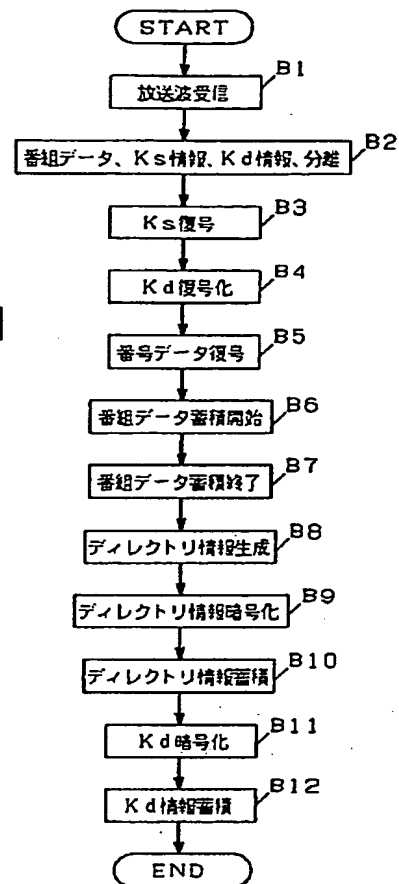 START
B1
放送波受信
B2
番組データ、Ks情報、Kd情報、分離
B3
Ks復号
B4
Kd復号化
B5
番号データ復号
B6
番組データ蓄積開始
B7
番組データ蓄積終了
B8
ディレクトリ情報生成
B9
ディレクトリ情報暗号化
B10
ディレクトリ情報蓄積
B11
Kd暗号化
B12
Kd情報蓄積
END